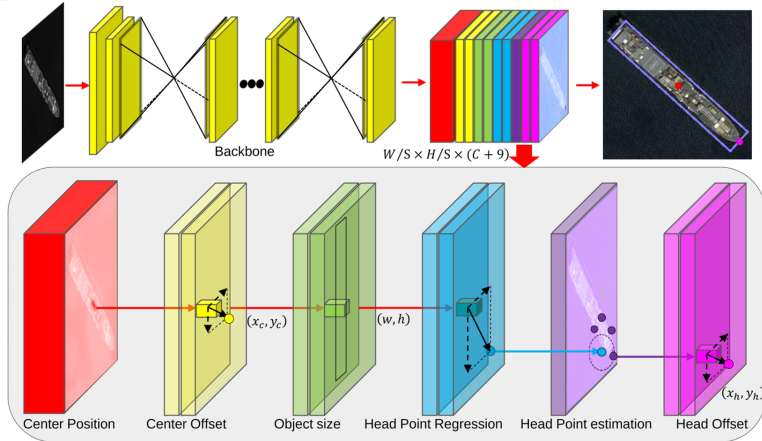 Backbone
W/S × H/S × (C + 9)
(x_c, y_c)
(w, h)
(x_h, y_h)
Center Position
Center Offset
Object size
Head Point Regression
Head Point estimation
Head Offset